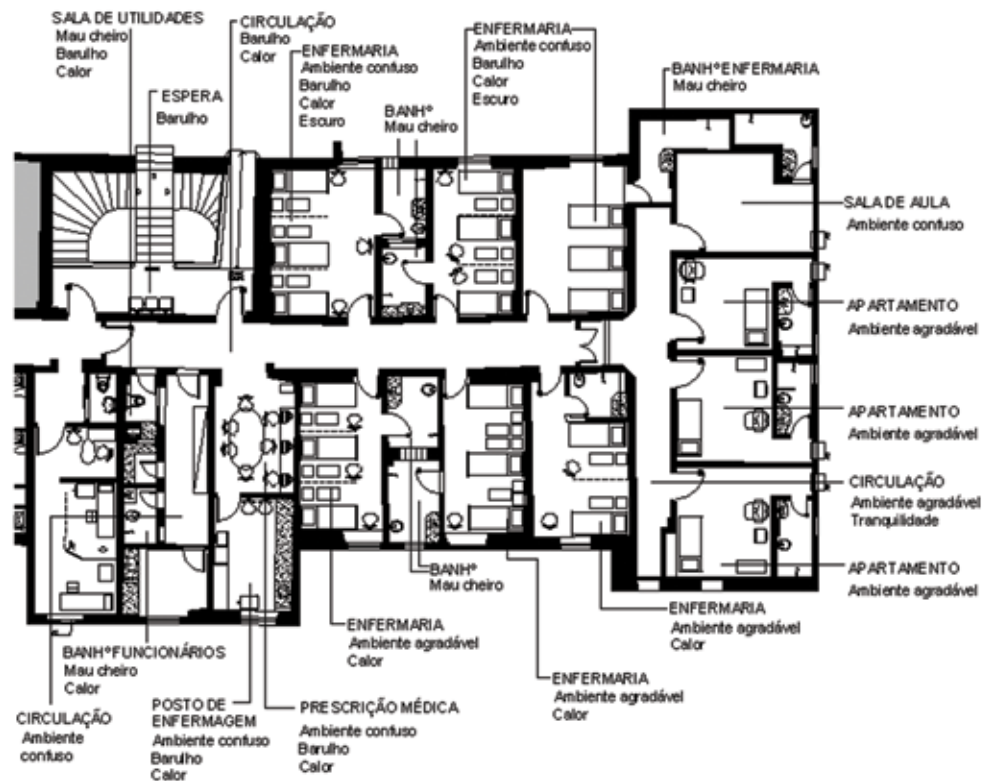 SALA DE UTILIDADES
Mau cheiro
Barulho
Calor
CIRCULAÇÃO
Barulho
Calor
ENFERMARIA
Ambiente confuso
Barulho
Calor
Escuro
ENFERMARIA
Ambiente confuso
Barulho
Calor
Escuro
ESPERA
Barulho
BANHº
Mau cheiro
BANHº ENFERMARIA
Mau cheiro
SALA DE AULA
Ambiente confuso
APARTAMENTO
Ambiente agradável
APARTAMENTO
Ambiente agradável
CIRCULAÇÃO
Ambiente agradável
Tranquilidade
APARTAMENTO
Ambiente agradável
BANHº
Mau cheiro
ENFERMARIA
Ambiente agradável
Calor
ENFERMARIA
Ambiente agradável
Calor
ENFERMARIA
Ambiente agradável
Calor
BANHº FUNCIONÁRIOS
Mau cheiro
Calor
CIRCULAÇÃO
Ambiente
confuso
POSTO DE
ENFERMAGEM
Ambiente confuso
Barulho
Calor
PRESCRIÇÃO MÉDICA
Ambiente confuso
Barulho
Calor